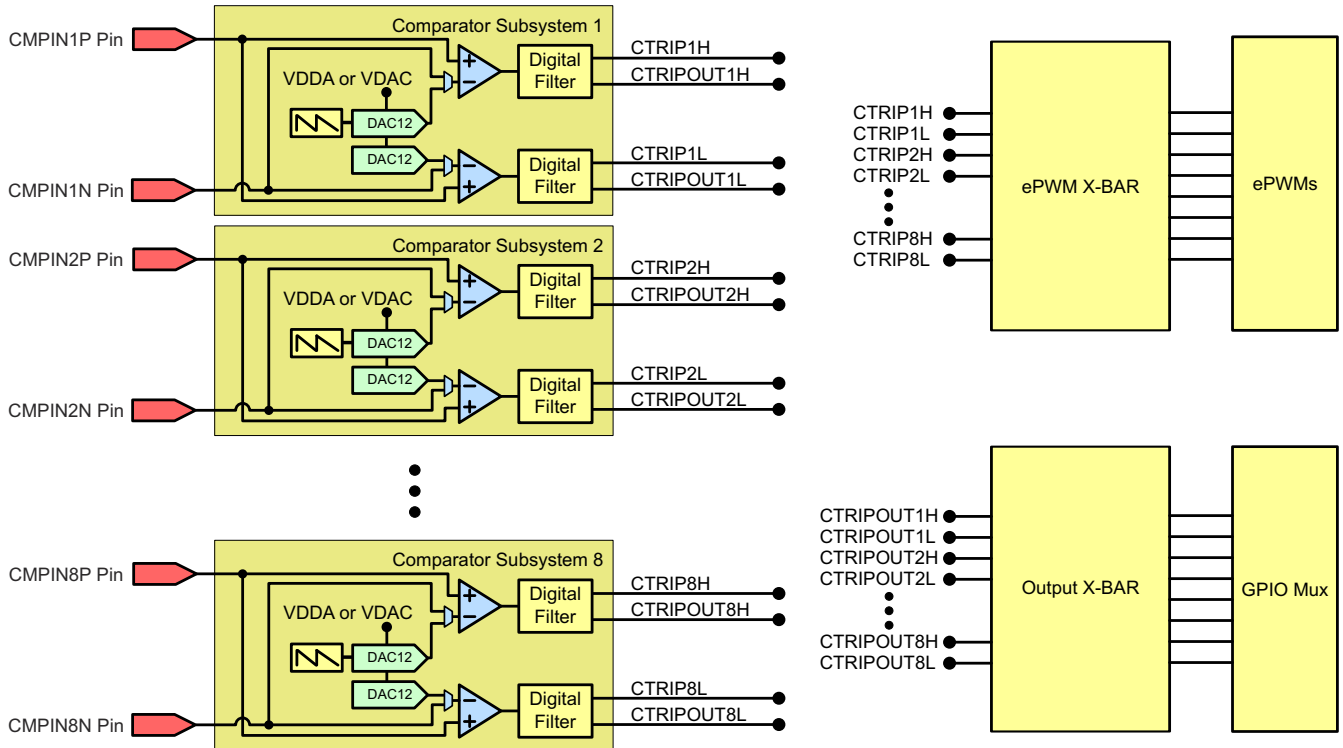 Comparator Subsystem 1
CMPIN1P Pin
VDDA or VDAC
DAC12
DAC12
+
−
Digital
Filter
CTRIP1H
CTRIPOUT1H
CMPIN1N Pin
−
+
Digital
Filter
CTRIP1L
CTRIPOUT1L
Comparator Subsystem 2
CMPIN2P Pin
VDDA or VDAC
DAC12
DAC12
+
−
Digital
Filter
CTRIP2H
CTRIPOUT2H
CMPIN2N Pin
−
+
Digital
Filter
CTRIP2L
CTRIPOUT2L
Comparator Subsystem 8
CMPIN8P Pin
VDDA or VDAC
DAC12
DAC12
+
−
Digital
Filter
CTRIP8H
CTRIPOUT8H
CMPIN8N Pin
−
+
Digital
Filter
CTRIP8L
CTRIPOUT8L
CTRIP1H
CTRIP1L
CTRIP2H
CTRIP2L
CTRIP8H
CTRIP8L
ePWM X-BAR
ePWMs
CTRIPOUT1H
CTRIPOUT1L
CTRIPOUT2H
CTRIPOUT2L
CTRIPOUT8H
CTRIPOUT8L
Output X-BAR
GPIO Mux